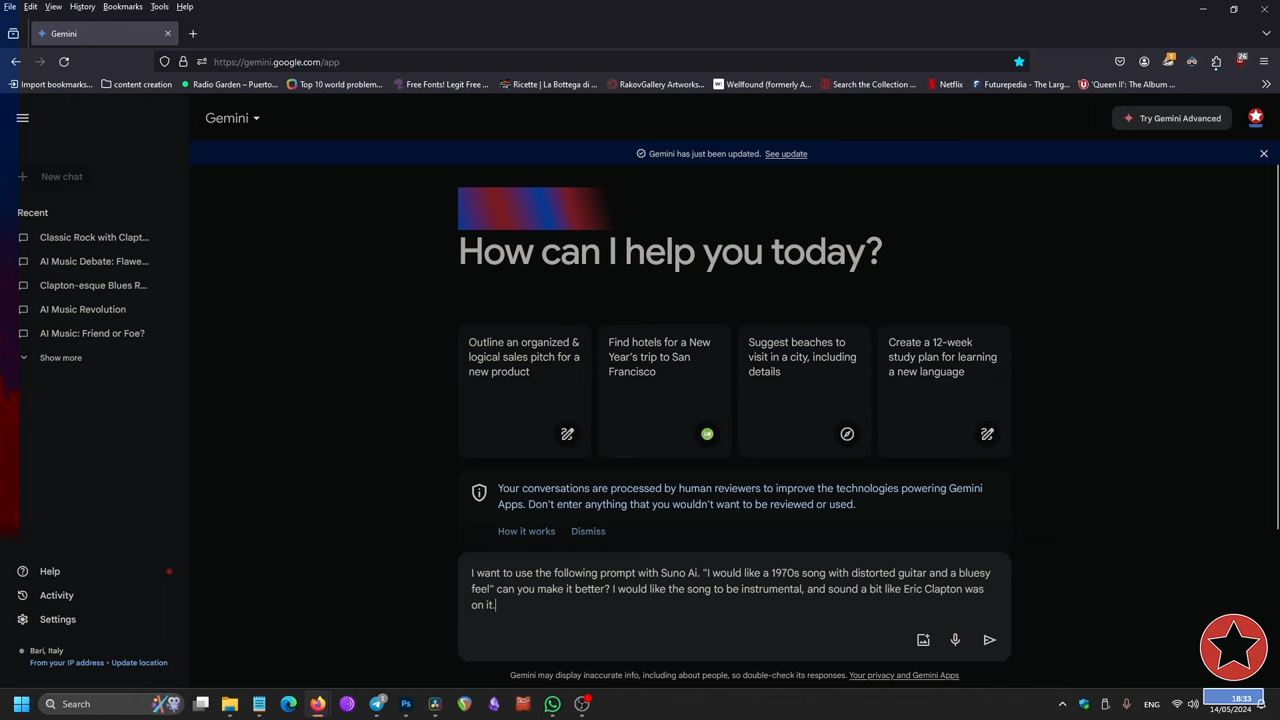 File Edit View History Bookmarks Tools Help
Gemini
https://gemini.google.com/app
Import bookmarks... content creation Radio Garden – Puerto... Top 10 world problem... Free Fonts! Legit Free ... Ricette | La Bottega di ... RakovGallery Artworks... Wellfound (formerly A... Search the Collection ... Netflix Futurepedia - The Larg... 'Queen II': The Album ...
Gemini
Try Gemini Advanced
Gemini has just been updated. See update
New chat
Recent
Classic Rock with Clapt...
AI Music Debate: Flawe...
Clapton-esque Blues R...
AI Music Revolution
AI Music: Friend or Foe?
Show more
How can I help you today?
Outline an organized &
logical sales pitch for a
new product
Find hotels for a New
Year's trip to San
Francisco
Suggest beaches to
visit in a city, including
details
Create a 12-week
study plan for learning
a new language
Your conversations are processed by human reviewers to improve the technologies powering Gemini
Apps. Don't enter anything that you wouldn't want to be reviewed or used.
How it works Dismiss
I want to use the following prompt with Suno Ai. "I would like a 1970s song with distorted guitar and a bluesy
feel" can you make it better? I would like the song to be instrumental, and sound a bit like Eric Clapton was
on it.
Help
Activity
Settings
Bari, Italy
From your IP address • Update location
Gemini may display inaccurate info, including about people, so double-check its responses. Your privacy and Gemini Apps
Search
ENG
18:33
14/05/2024